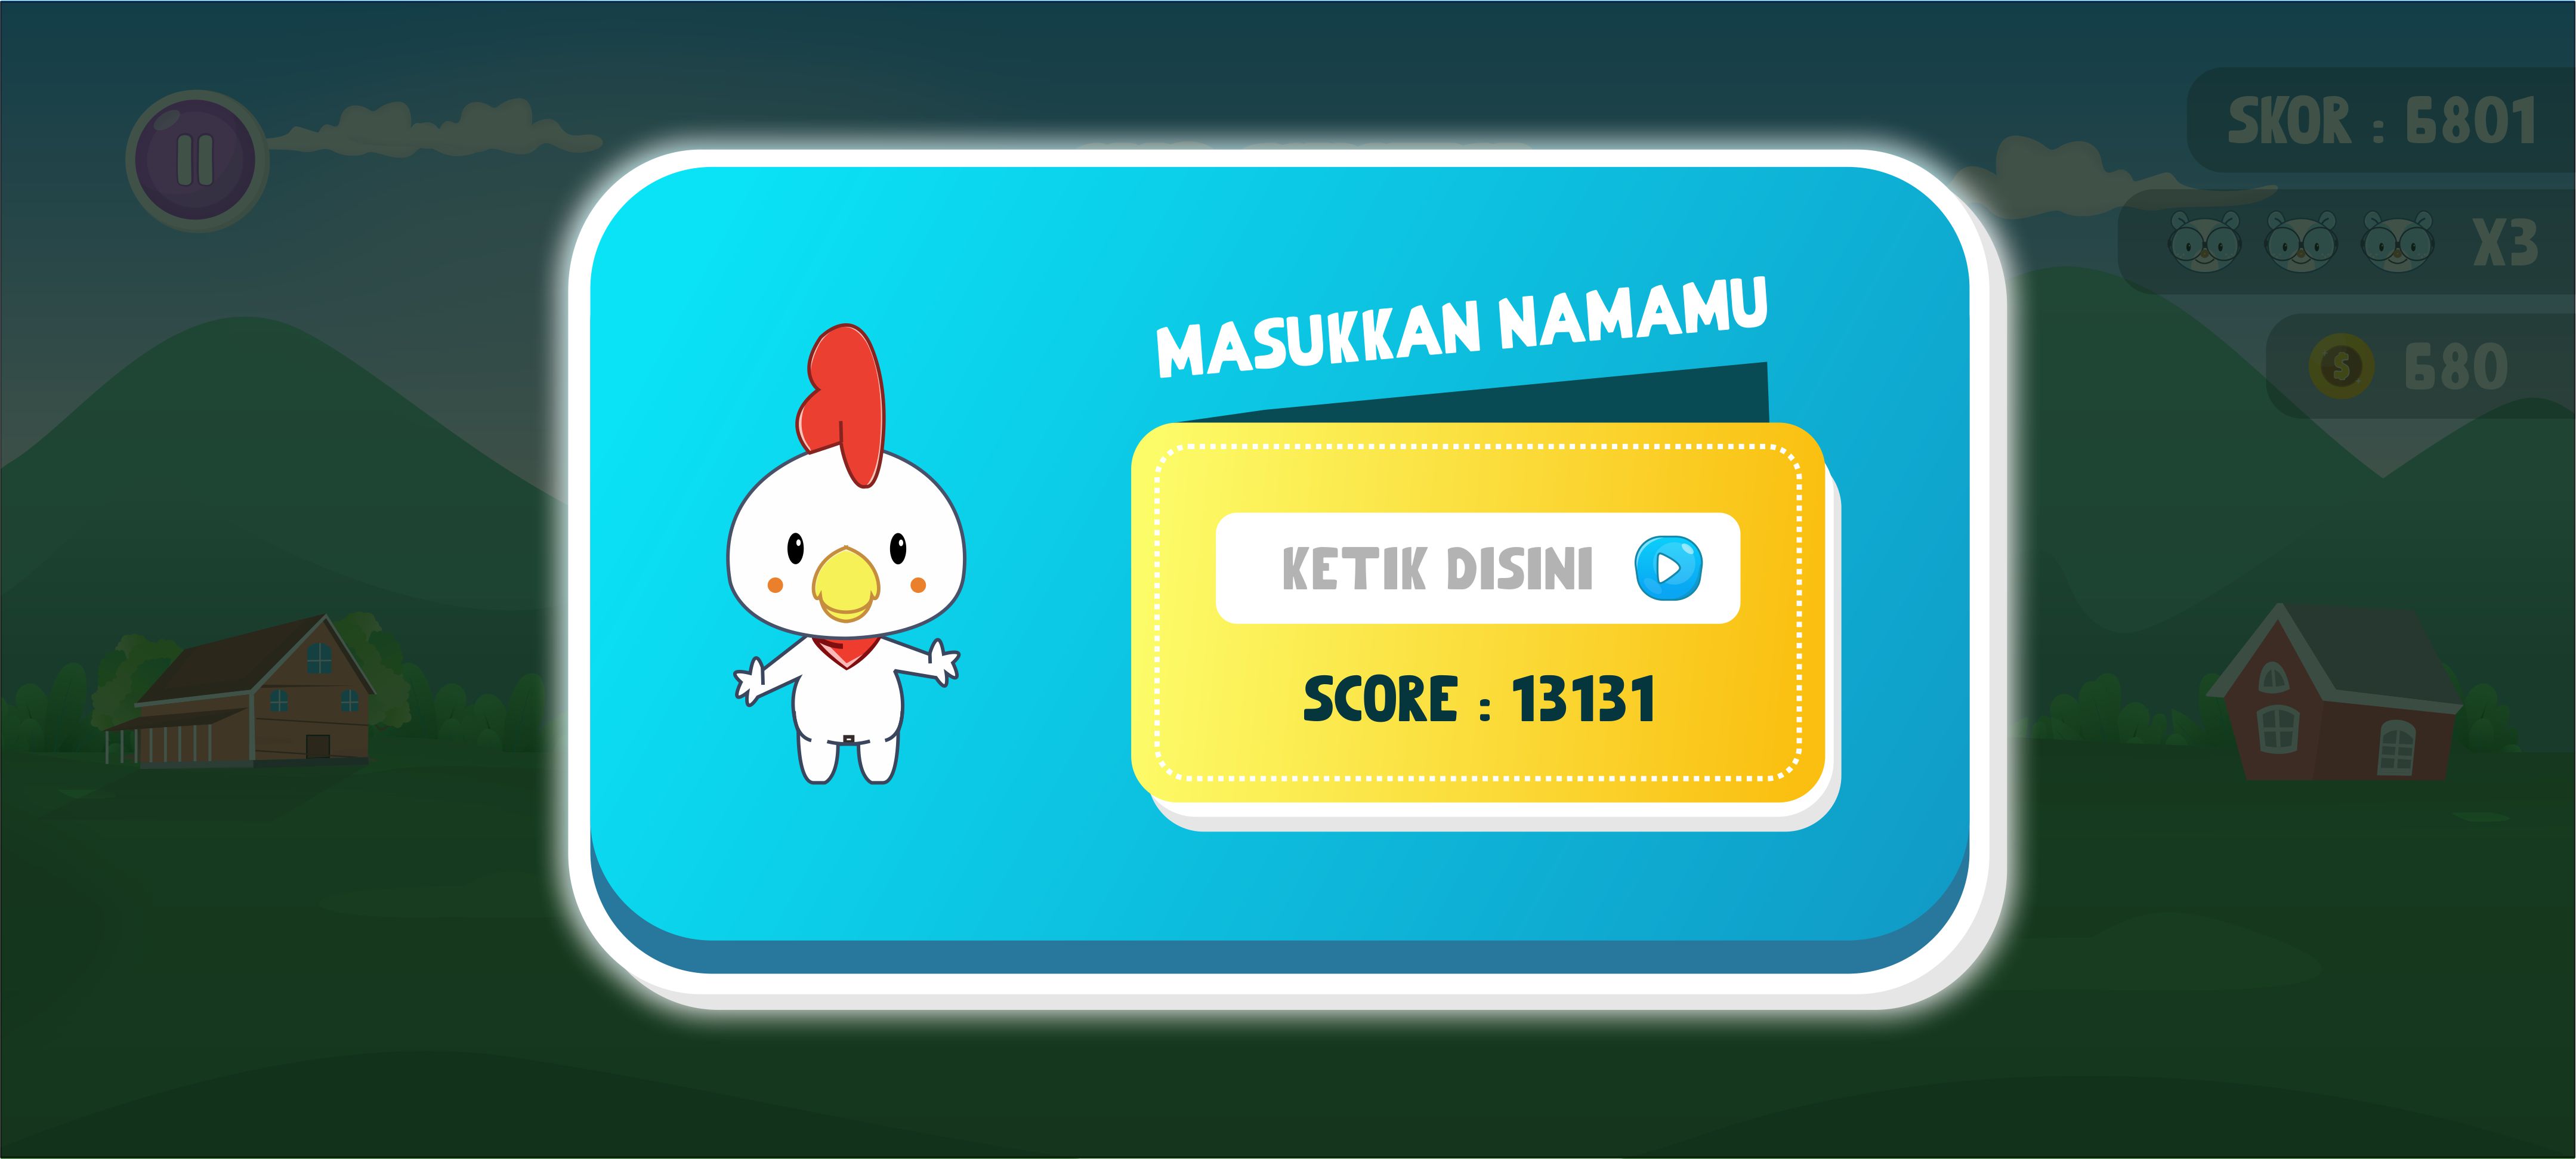 SKOR : 6801
X3
680
MASUKKAN NAMAMU
KETIK DISINI
SCORE : 13131